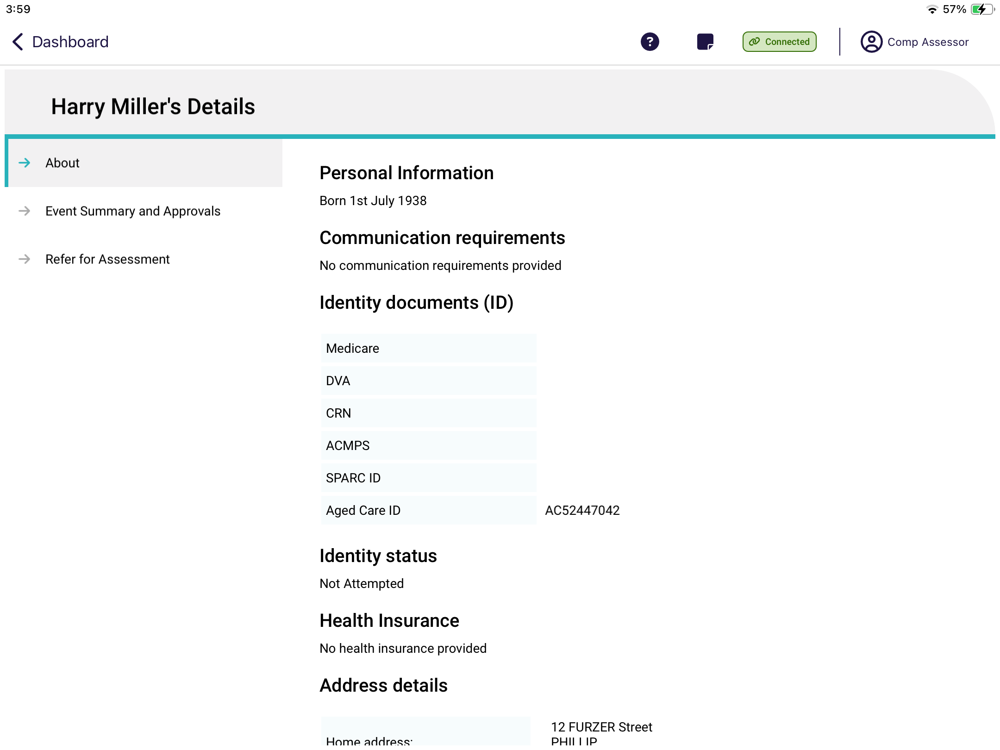 3:59
57%
Dashboard
?
Connected
Comp Assessor
Harry Miller's Details
About
Event Summary and Approvals
Refer for Assessment
Personal Information
Born 1st July 1938
Communication requirements
No communication requirements provided
Identity documents (ID)
Medicare
DVA
CRN
ACMPS
SPARC ID
Aged Care ID AC52447042
Identity status
Not Attempted
Health Insurance
No health insurance provided
Address details
12 FURZER Street
Home address: PHILLIP